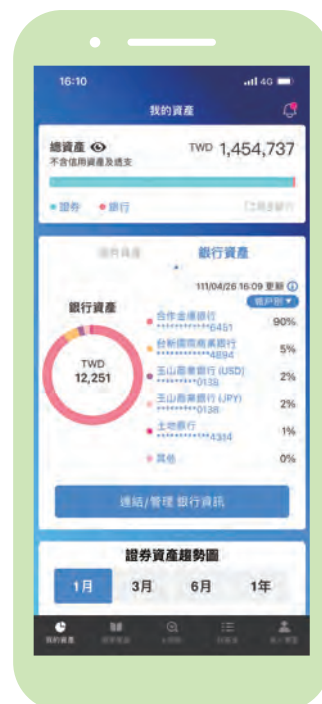 16:10
4G
我的資產
總資產
TWD 1,454,737
不含信用資產及透支
證券 銀行
銀行資產
111/04/26 16:09 更新
帳戶別▼
銀行資產
TWD
12,251
合作金庫銀行
************6451
90%
台新國際商業銀行
************4894
5%
玉山商業銀行 (USD)
*********0138
2%
玉山商業銀行 (JPY)
*********0138
2%
土地銀行
************4314
1%
其他
0%
連結/管理 銀行資訊
證券資產趨勢圖
1月 3月 6月 1年
我的資產